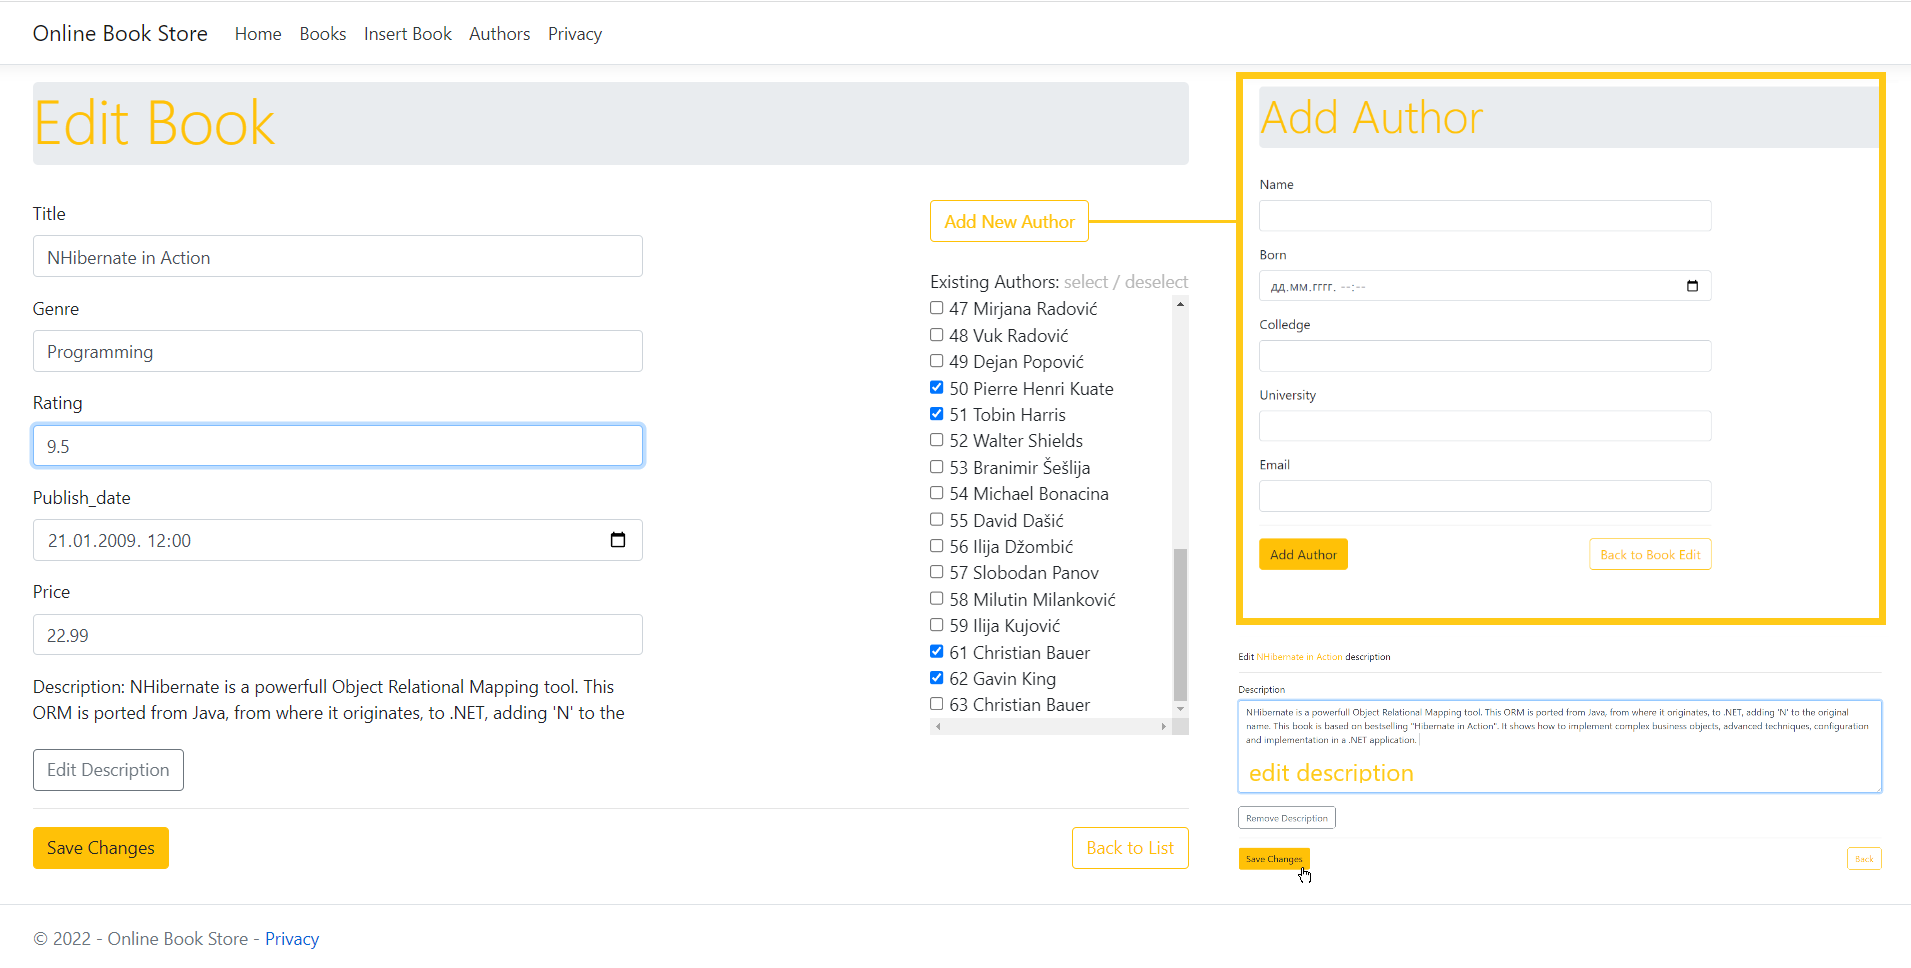 Online Book Store Home Books Insert Book Authors Privacy
Edit Book
Title
NHibernate in Action
Genre
Programming
Rating
9.5
Publish_date
21.01.2009. 12:00
Price
22.99
Description: NHibernate is a powerfull Object Relational Mapping tool. This
ORM is ported from Java, from where it originates, to .NET, adding 'N' to the
Edit Description
Save Changes
Back to List
Add New Author
Existing Authors: select / deselect
47 Mirjana Radović
48 Vuk Radović
49 Dejan Popović
50 Pierre Henri Kuate
51 Tobin Harris
52 Walter Shields
53 Branimir Šešlija
54 Michael Bonacina
55 David Dašić
56 Ilija Džombić
57 Slobodan Panov
58 Milutin Milanković
59 Ilija Kujović
61 Christian Bauer
62 Gavin King
63 Christian Bauer
Add Author
Name
Born
дд.мм.гггг. --:--
Colledge
University
Email
Add Author
Back to Book Edit
Edit NHibernate in Action description
Description
NHibernate is a powerfull Object Relational Mapping tool. This ORM is ported from Java, from where it originates, to .NET, adding 'N' to the original
name. This book is based on bestselling "Hibernate in Action". It shows how to implement complex business objects, advanced techniques, configuration
and implementation in a .NET application.
edit description
Remove Description
Save Changes
Back
© 2022 - Online Book Store - Privacy